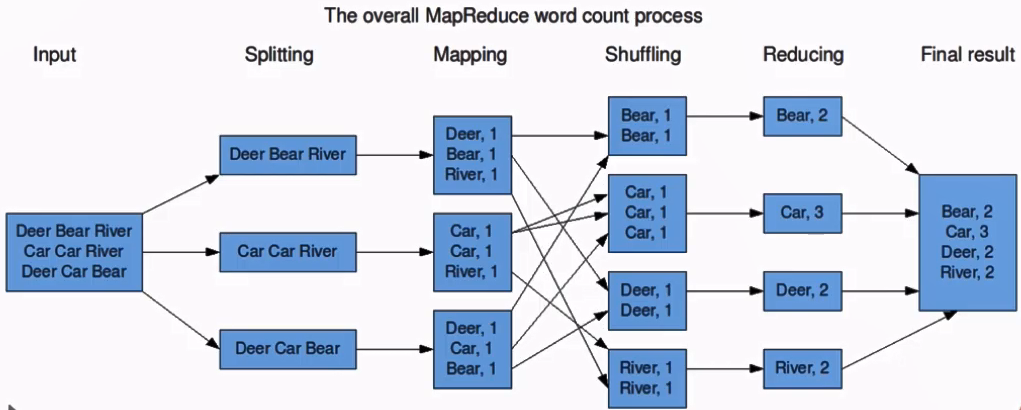 The overall MapReduce word count process
Input
Splitting
Mapping
Shuffling
Reducing
Final result
Deer Bear River
Car Car River
Deer Car Bear
Deer Bear River
Car Car River
Deer Car Bear
Deer, 1
Bear, 1
River, 1
Car, 1
Car, 1
River, 1
Deer, 1
Car, 1
Bear, 1
Bear, 1
Bear, 1
Car, 1
Car, 1
Car, 1
Deer, 1
Deer, 1
River, 1
River, 1
Bear, 2
Car, 3
Deer, 2
River, 2
Bear, 2
Car, 3
Deer, 2
River, 2